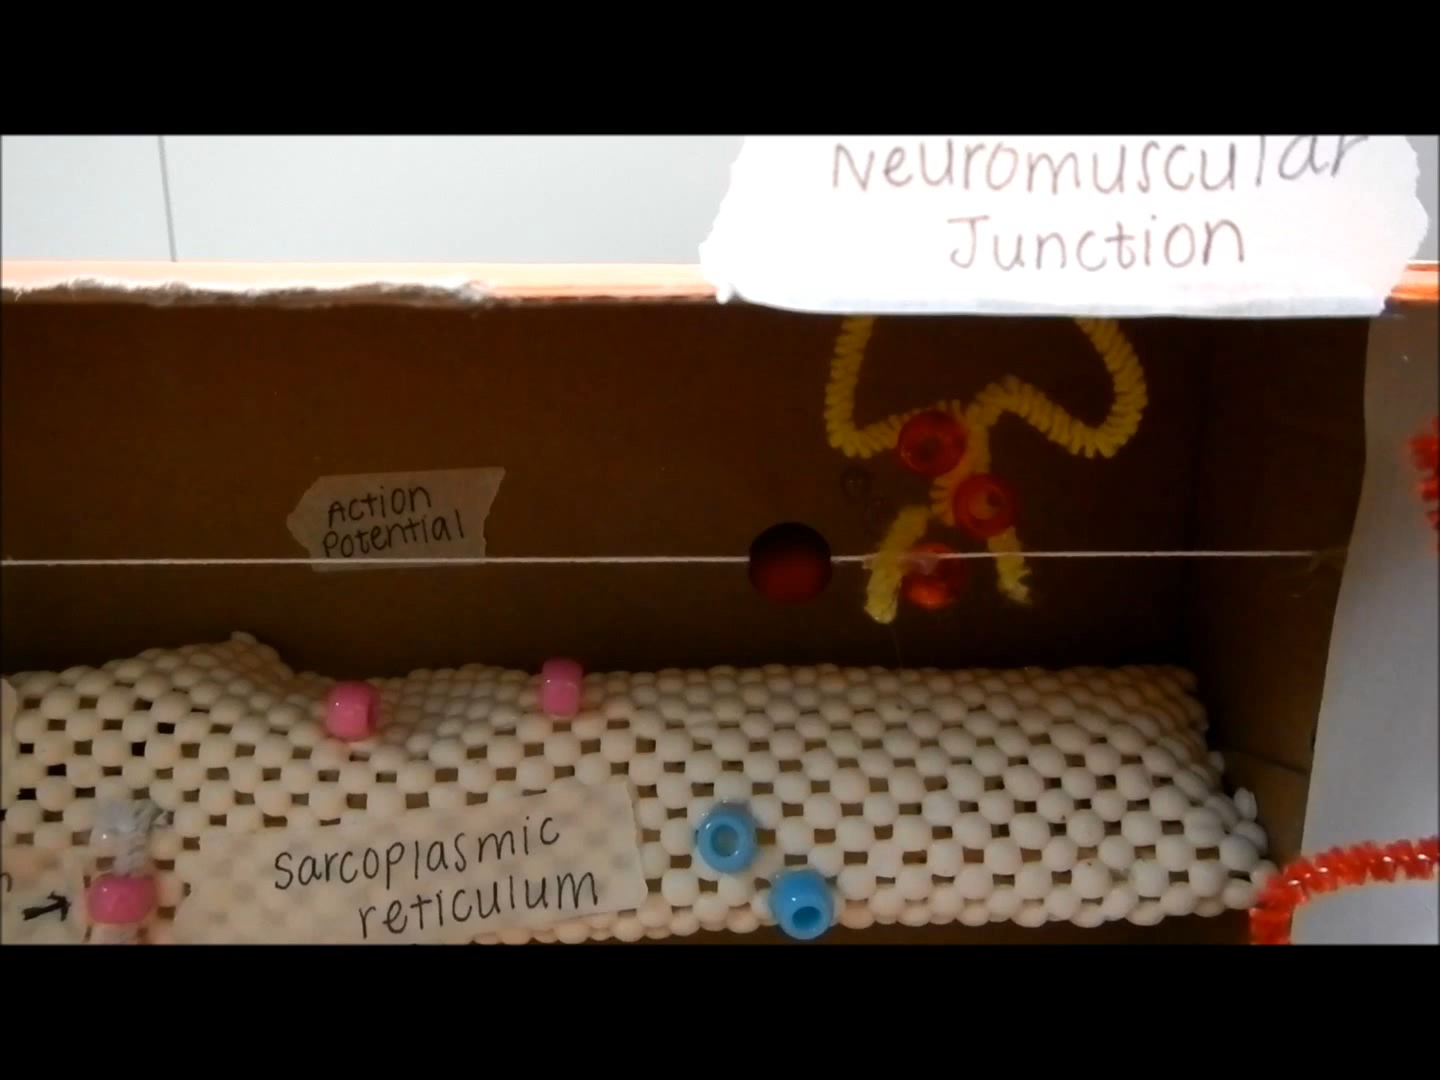 Neuromuscular
Junction
Action
Potential
sarcoplasmic
reticulum